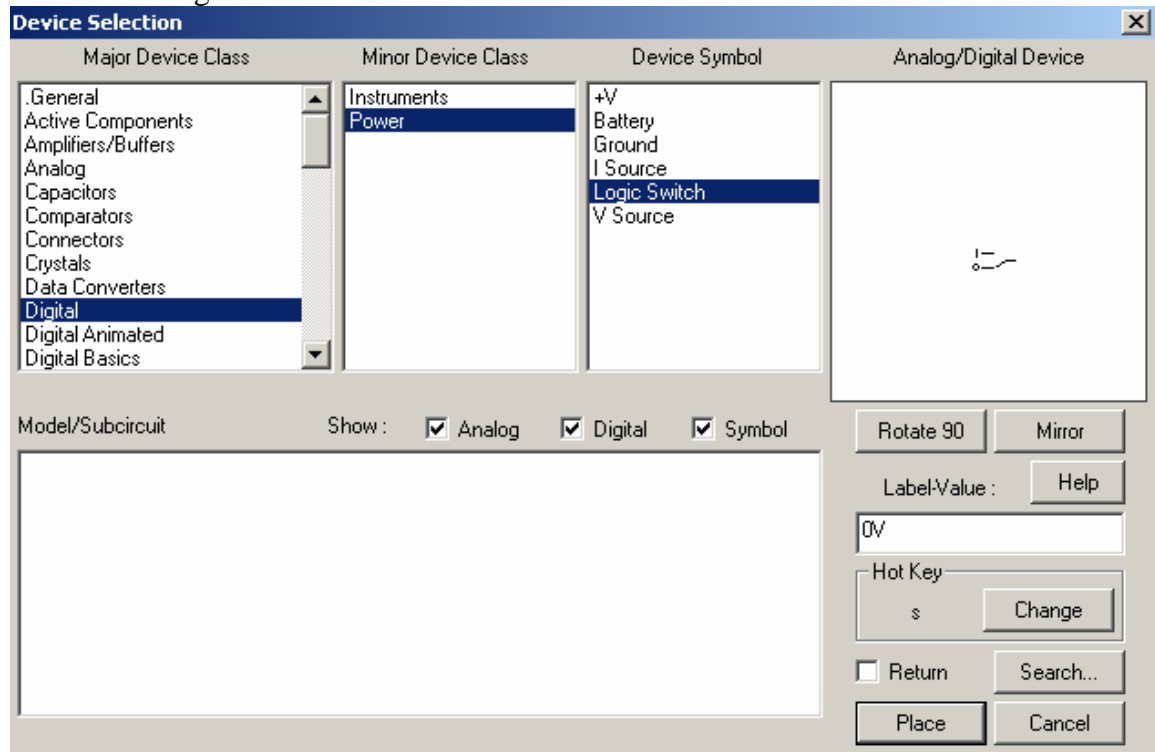 Device Selection
Major Device Class
Minor Device Class
Device Symbol
Analog/Digital Device
.General
Active Components
Amplifiers/Buffers
Analog
Capacitors
Comparators
Connectors
Crystals
Data Converters
Digital
Digital Animated
Digital Basics
Instruments
Power
+V
Battery
Ground
I Source
Logic Switch
V Source
Model/Subcircuit
Show :
Analog
Digital
Symbol
Rotate 90
Mirror
Label-Value :
Help
0V
Hot Key
s
Change
Return
Search...
Place
Cancel